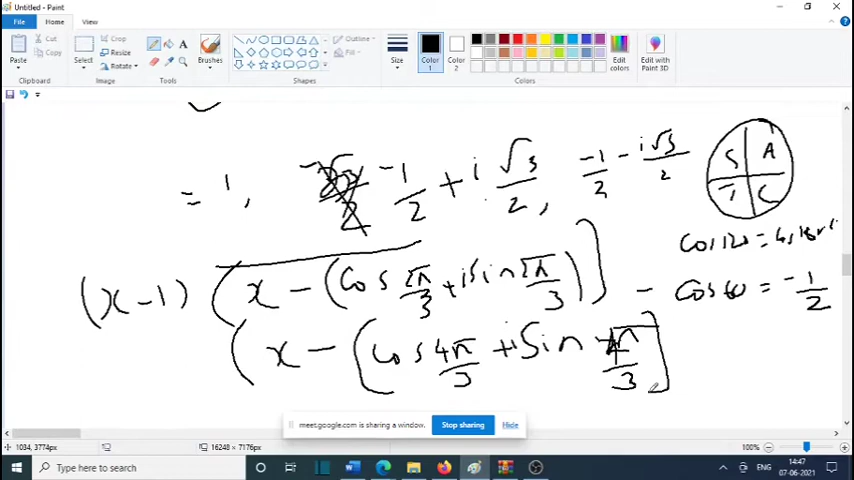 Untitled - Paint
File Home View
Paste Cut Copy Clipboard
Select Crop Resize Rotate Image
Tools
Brushes
Shapes Outline Fill
Size
Color 1 Color 2 Edit colors Colors
Edit with Paint 3D
= 1, -1/2 + i √3/2, -1/2 - i√3/2
S A
T C
cos 120 =
(x-1) (x - (cos 2π/3 + i sin 2π/3)]
- cos 60 = -1/2
(x - [cos 4π/3 + i sin 4π/3]
meet.google.com is sharing a window. Stop sharing Hide
1034, 3774px 16248 × 7176px 100%
Type here to search
ENG 14:47 07-06-2021